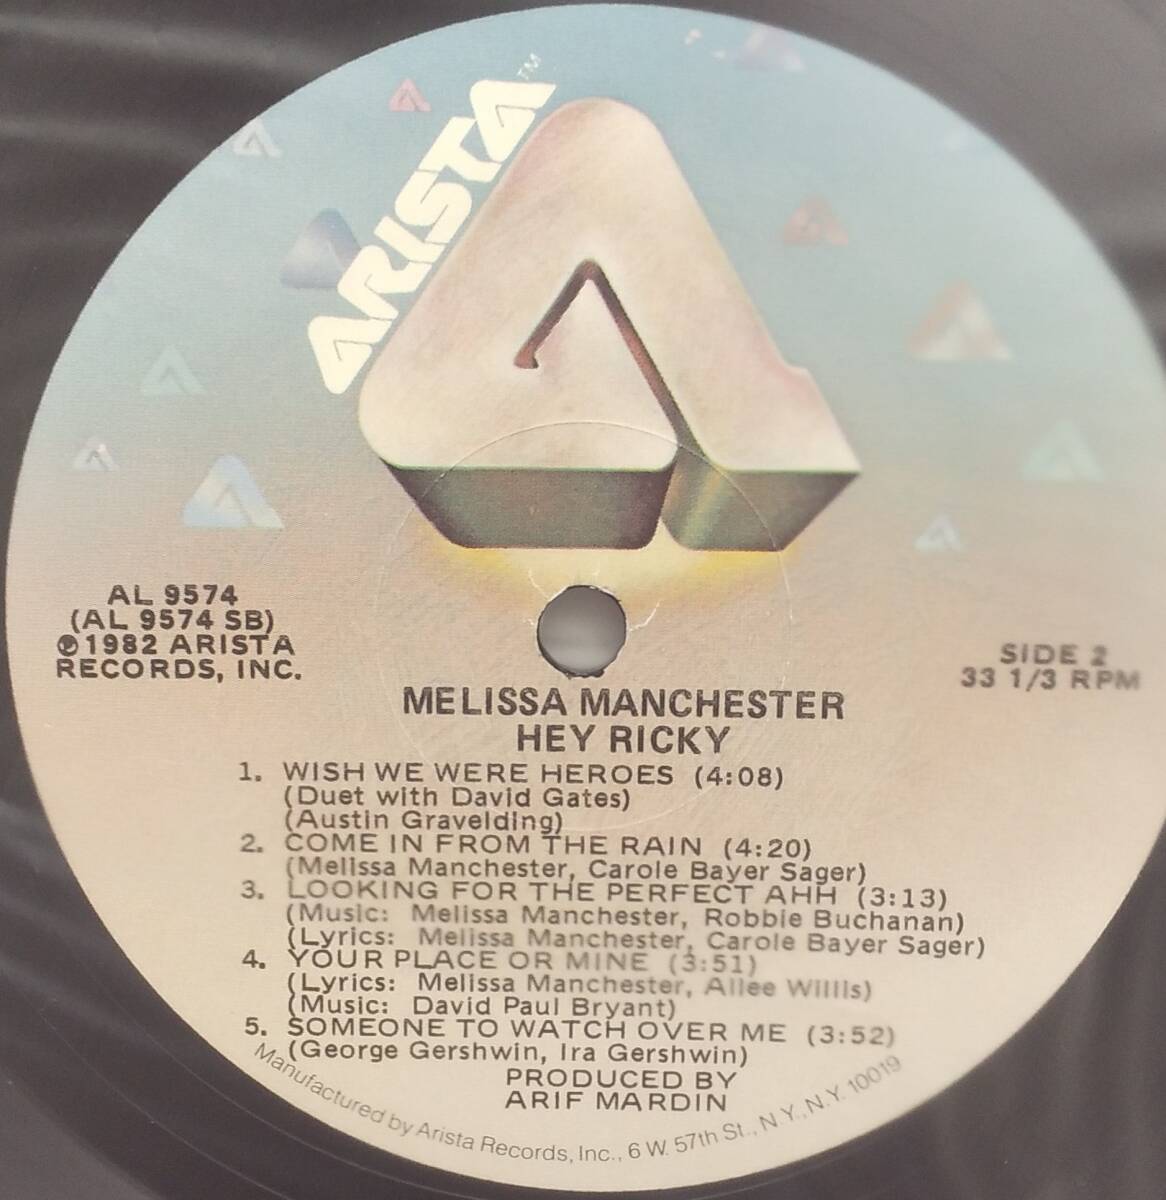 ARISTA™
AL 9574
(AL 9574 SB)
℗1982 ARISTA
RECORDS, INC.
SIDE 2
33 1/3 RPM
MELISSA MANCHESTER
HEY RICKY
1. WISH WE WERE HEROES (4:08)
(Duet with David Gates)
(Austin Gravelding)
2. COME IN FROM THE RAIN (4:20)
(Melissa Manchester, Carole Bayer Sager)
3. LOOKING FOR THE PERFECT AHH (3:13)
(Music: Melissa Manchester, Robbie Buchanan)
(Lyrics: Melissa Manchester, Carole Bayer Sager)
4. YOUR PLACE OR MINE (3:51)
(Lyrics: Melissa Manchester, Allee Willis)
(Music: David Paul Bryant)
5. SOMEONE TO WATCH OVER ME (3:52)
(George Gershwin, Ira Gershwin)
PRODUCED BY
ARIF MARDIN
Manufactured by Arista Records, Inc., 6 W. 57th St., N.Y., N.Y. 10019